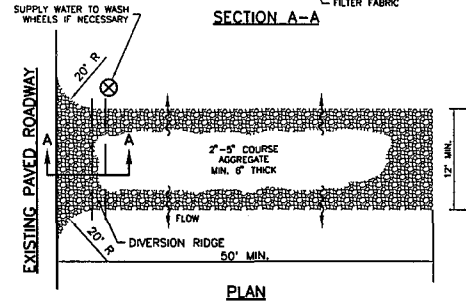 FILTER FABRIC
SUPPLY WATER TO WASH
WHEELS IF NECESSARY
SECTION A-A
20' R
EXISTING PAVED ROADWAY
A
A
2"-5" COURSE
AGGREGATE
MIN. 6" THICK
12' MIN.
FLOW
20' R
DIVERSION RIDGE
50' MIN.
PLAN